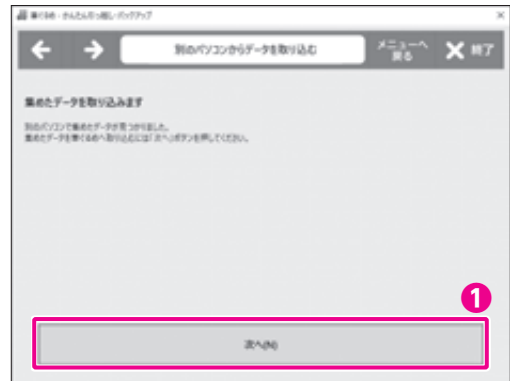 筆ぐるめ - かんたん引っ越し・バックアップ
別のパソコンからデータを取り込む
メニューへ
戻る
終了
集めたデータを取り込みます
別のパソコンで集めたデータが見つかりました。
集めたデータを筆ぐるめへ取り込むには「次へ」ボタンを押してください。
1
次へ(N)